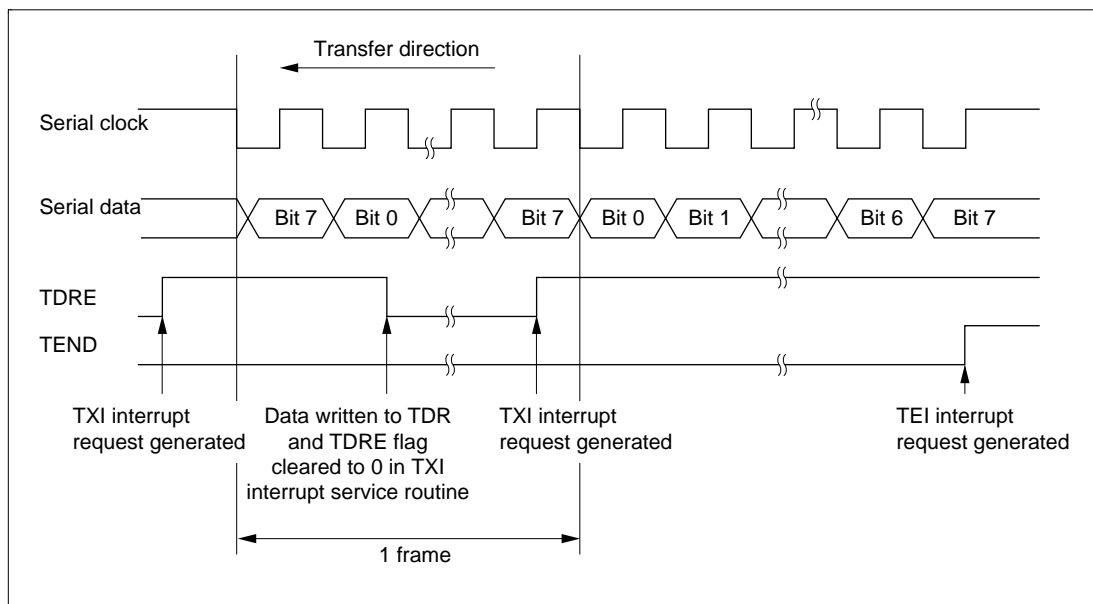 Transfer direction
Serial clock
Serial data
Bit 7
Bit 0
Bit 7
Bit 0
Bit 1
Bit 6
Bit 7
TDRE
TEND
TXI interrupt
request generated
Data written to TDR
and TDRE flag
cleared to 0 in TXI
interrupt service routine
TXI interrupt
request generated
TEI interrupt
request generated
1 frame